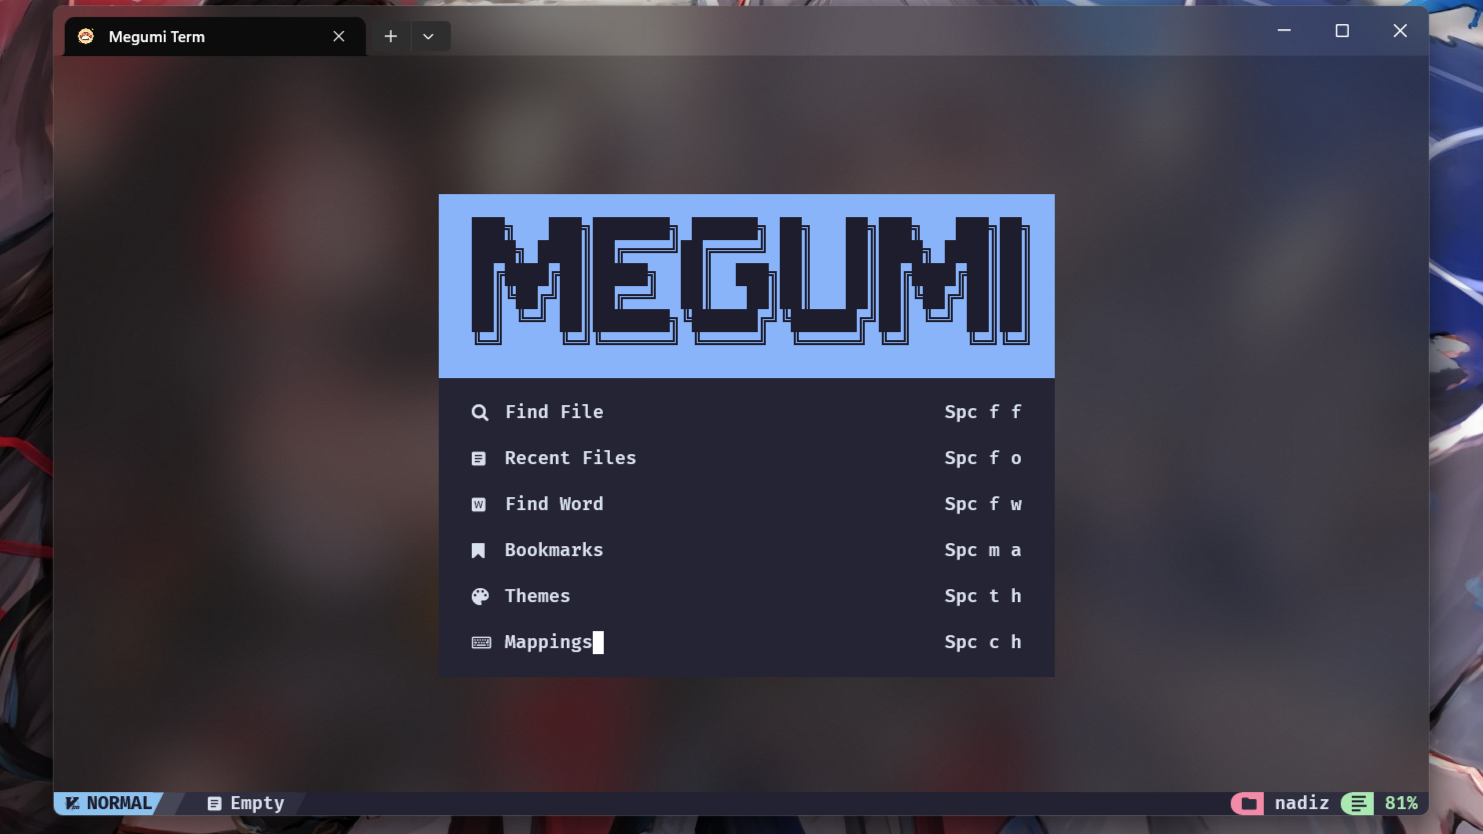 Megumi Term
MEGUMI
Find File Spc f f
Recent Files Spc f o
Find Word Spc f w
Bookmarks Spc m a
Themes Spc t h
Mappings Spc c h
NORMAL Empty nadiz 81%